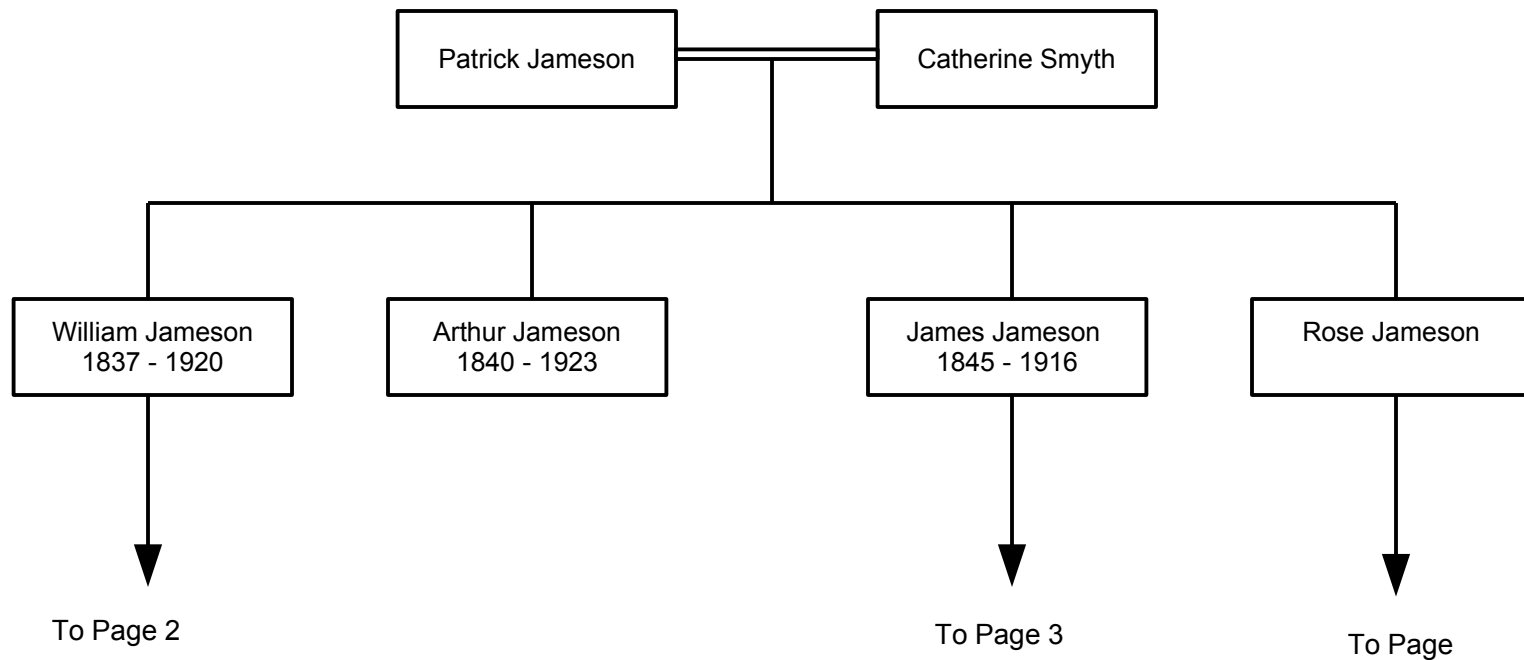 Patrick Jameson
Catherine Smyth
William Jameson
1837 - 1920
Arthur Jameson
1840 - 1923
James Jameson
1845 - 1916
Rose Jameson
To Page 2
To Page 3
To Page